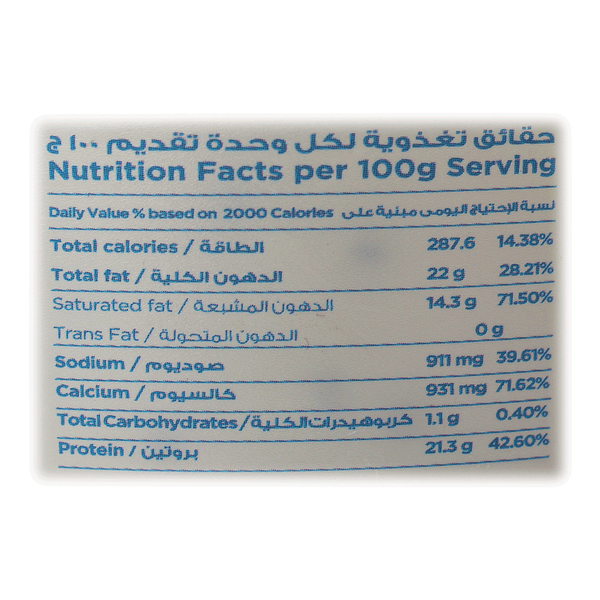 حقائق تغذوية لكل وحدة تقديم ١٠٠ ج
Nutrition Facts per 100g Serving
Daily Value % based on 2000 Calories نسبة الإحتياج اليومى مبنية على
Total calories / الطاقة 287.6 14.38%
Total fat / الدهون الكلية 22 g 28.21%
Saturated fat / الدهون المشبعة 14.3 g 71.50%
Trans Fat / الدهون المتحولة 0 g
Sodium / صوديوم 911 mg 39.61%
Calcium / كالسيوم 931 mg 71.62%
Total Carbohydrates / كربوهيدرات الكلية 1.1 g 0.40%
Protein / بروتين 21.3 g 42.60%